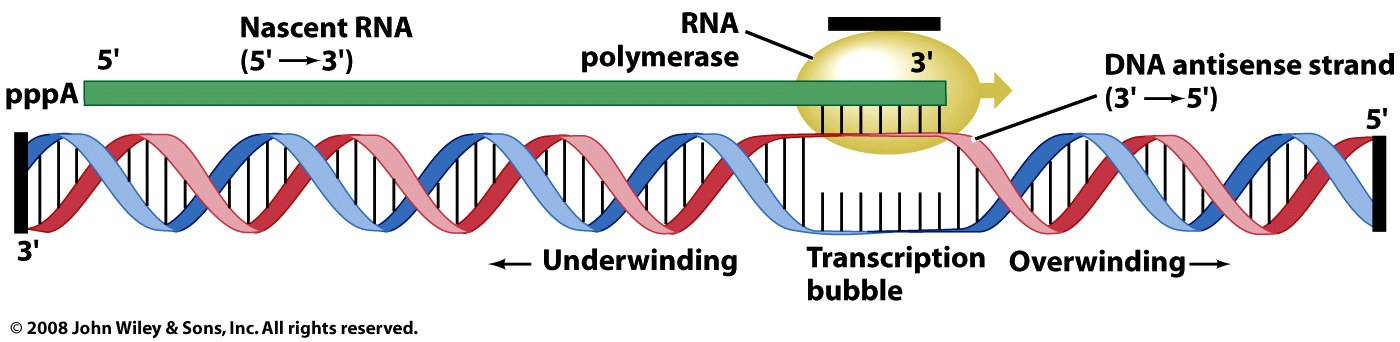 Nascent RNA
(5' → 3')
5'
RNA
polymerase
3'
DNA antisense strand
(3' → 5')
pppA
5'
3'
← Underwinding
Transcription
bubble
Overwinding →
© 2008 John Wiley & Sons, Inc. All rights reserved.